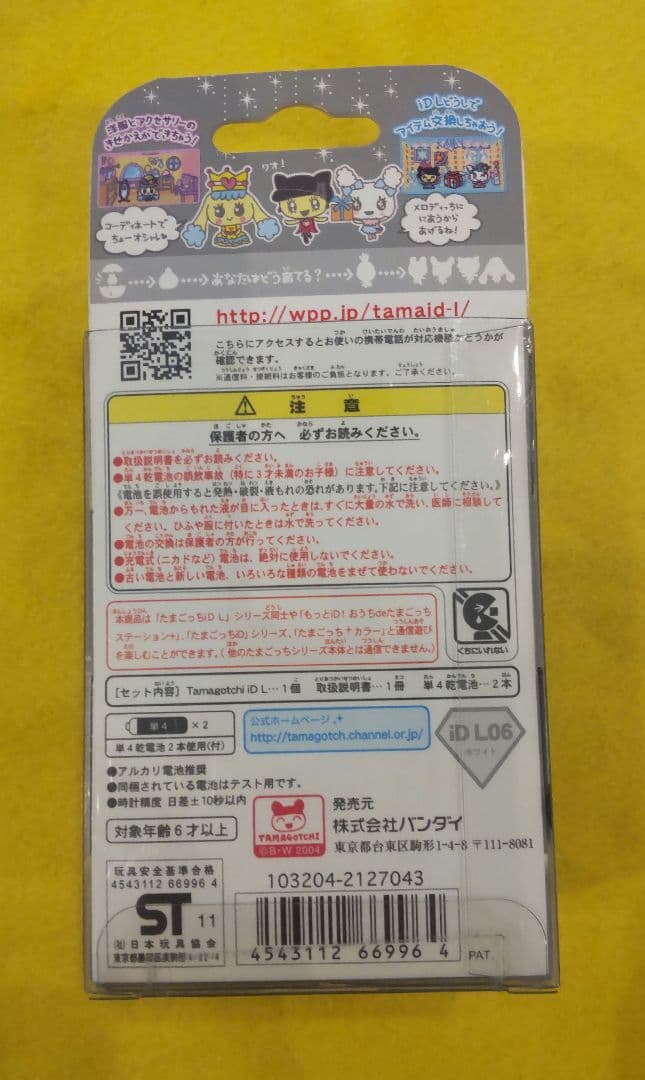 洋服とアクセサリーの
きせかえができちゃう!
iD Lどうしで
アイテム交換しちゃおう!
ワオ!
コーディネートで
ちょーオシャレ
メロディっちに
にあうから
あげるね!
あなたはどう育てる?
http://wpp.jp/tamaid-l/
こちらにアクセスするとお使いの携帯電話が対応機種かどうかが
確認できます。
※通信料・接続料はお客様のご負担となります。ご了承ください。
注意
保護者の方へ 必ずお読みください。
●取扱説明書を必ずお読みください。
●単4乾電池の誤飲事故(特に3才未満のお子様)に注意してください。
《電池を誤使用すると発熱・破裂・液もれの恐れがあります。下記に注意してください。》
●万一、電池からもれた液が目に入ったときは、すぐに大量の水で洗い、医師に相談して
ください。ひふや服に付いたときは水で洗ってください。
●電池の交換は保護者の方が行ってください。
●充電式(ニカドなど)電池は、絶対に使用しないでください。
●古い電池と新しい電池、いろいろな種類の電池をまぜて使わないでください。
本商品は「たまごっちiD L」シリーズ同士や「もっとiD!おうちdeたまごっち
ステーション+」、「たまごっちiD」シリーズ、「たまごっち+カラー」と通信遊び
を楽しむことができます。(他のたまごっちシリーズ本体とは通信できません。)
くちにいれない
[セット内容] Tamagotchi iD L…1個 取扱説明書…1冊 単4乾電池…2本
単4 ×2
単4乾電池2本使用(付)
公式ホームページ
http://tamagotch.channel.or.jp/
iD L06
ホワイト
●アルカリ電池推奨
●同梱されている電池はテスト用です。
●時計精度 日差±10秒以内
対象年齢6才以上
TAMAGOTCHI
©B・W 2004
発売元
株式会社バンダイ
東京都台東区駒形1-4-8 〒111-8081
玩具安全基準合格
4543112 66996 4
ST 11
(社)日本玩具協会
東京都墨田区東駒形4-22-4
103204-2127043
4543112 669964
PAT.